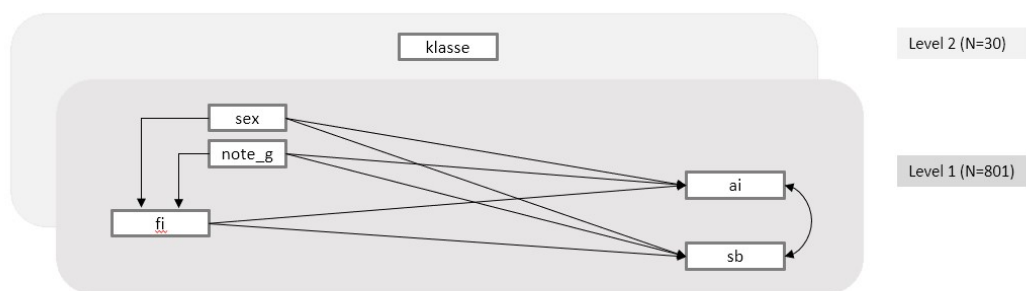 klasse
Level 2 (N=30)
sex
note_g
ai
Level 1 (N=801)
fi
sb